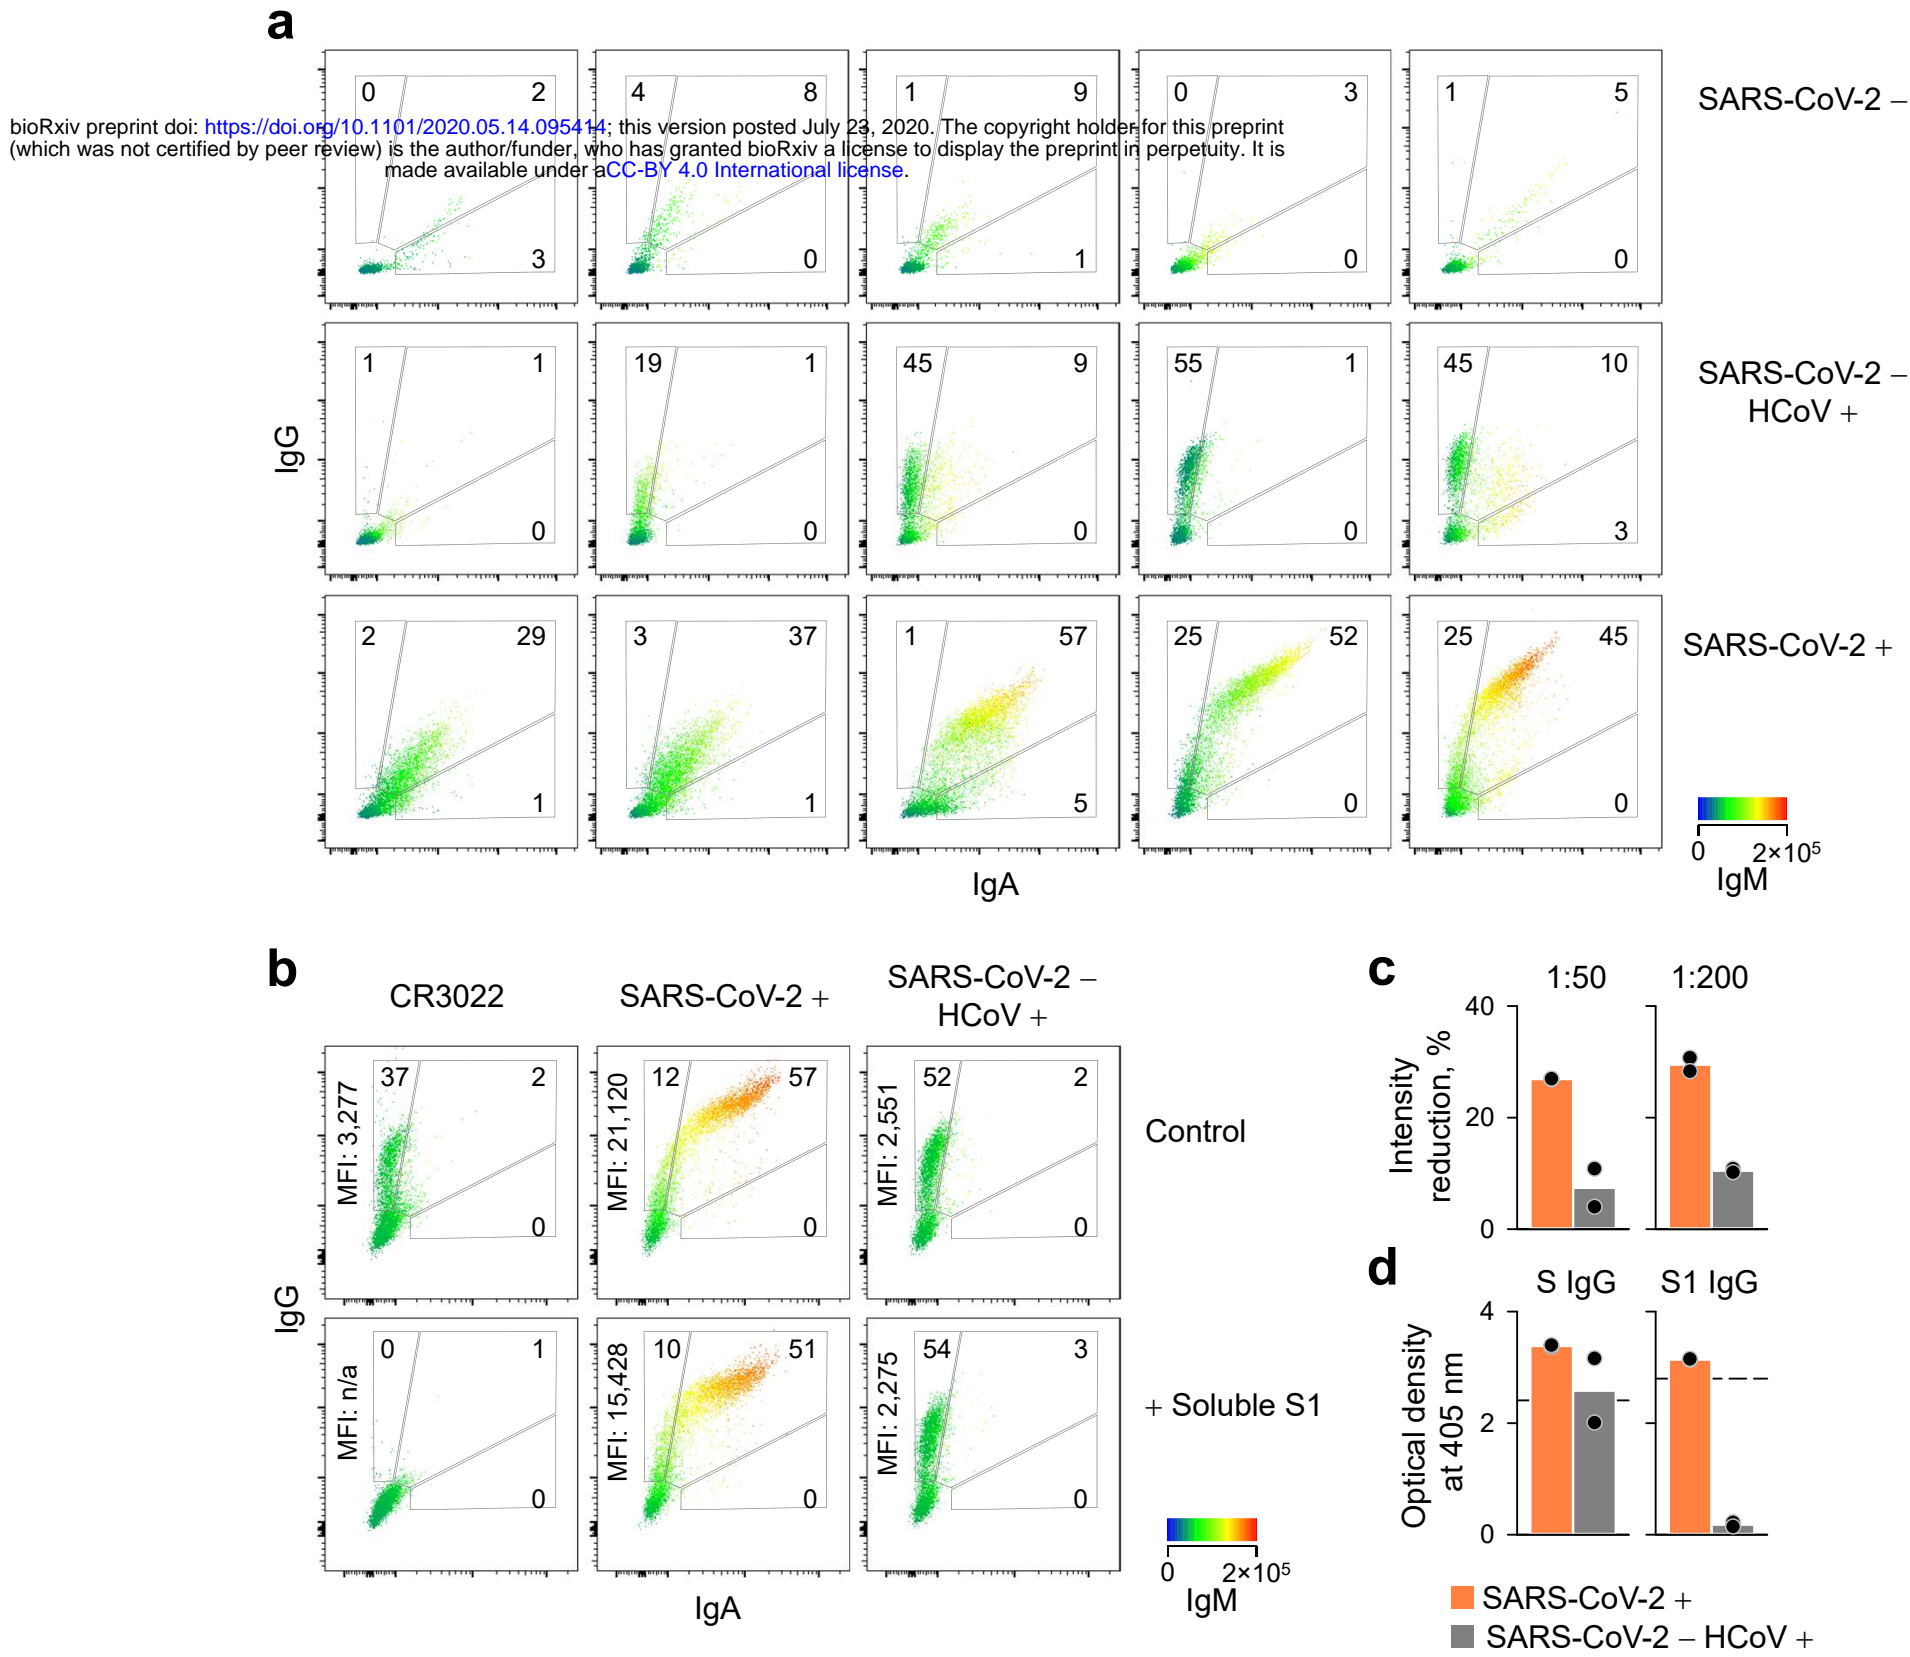 a
0 2 4 8 1 9 0 3 1 5
SARS-CoV-2 –
bioRxiv preprint doi: https://doi.org/10.1101/2020.05.14.095414; this version posted July 23, 2020. The copyright holder for this preprint
(which was not certified by peer review) is the author/funder, who has granted bioRxiv a license to display the preprint in perpetuity. It is
made available under aCC-BY 4.0 International license.
3 0 1 0 0
1 1 19 1 45 9 55 1 45 10
SARS-CoV-2 –
HCoV +
IgG
0 0 0 0 3
2 29 3 37 1 57 25 52 25 45
SARS-CoV-2 +
1 1 5 0 0
0 2×10⁵
IgM
IgA
b
CR3022
SARS-CoV-2 +
SARS-CoV-2 –
HCoV +
MFI: 3,277
37 2
0
MFI: 21,120
12 57
0
MFI: 2,551
52 2
0
Control
IgG
MFI: n/a
0 1
0
MFI: 15,428
10 51
0
MFI: 2,275
54 3
0
+ Soluble S1
IgA
0 2×10⁵
IgM
c
1:50 1:200
Intensity
reduction, %
40
20
0
d
S IgG S1 IgG
Optical density
at 405 nm
4
2
0
SARS-CoV-2 +
SARS-CoV-2 – HCoV +